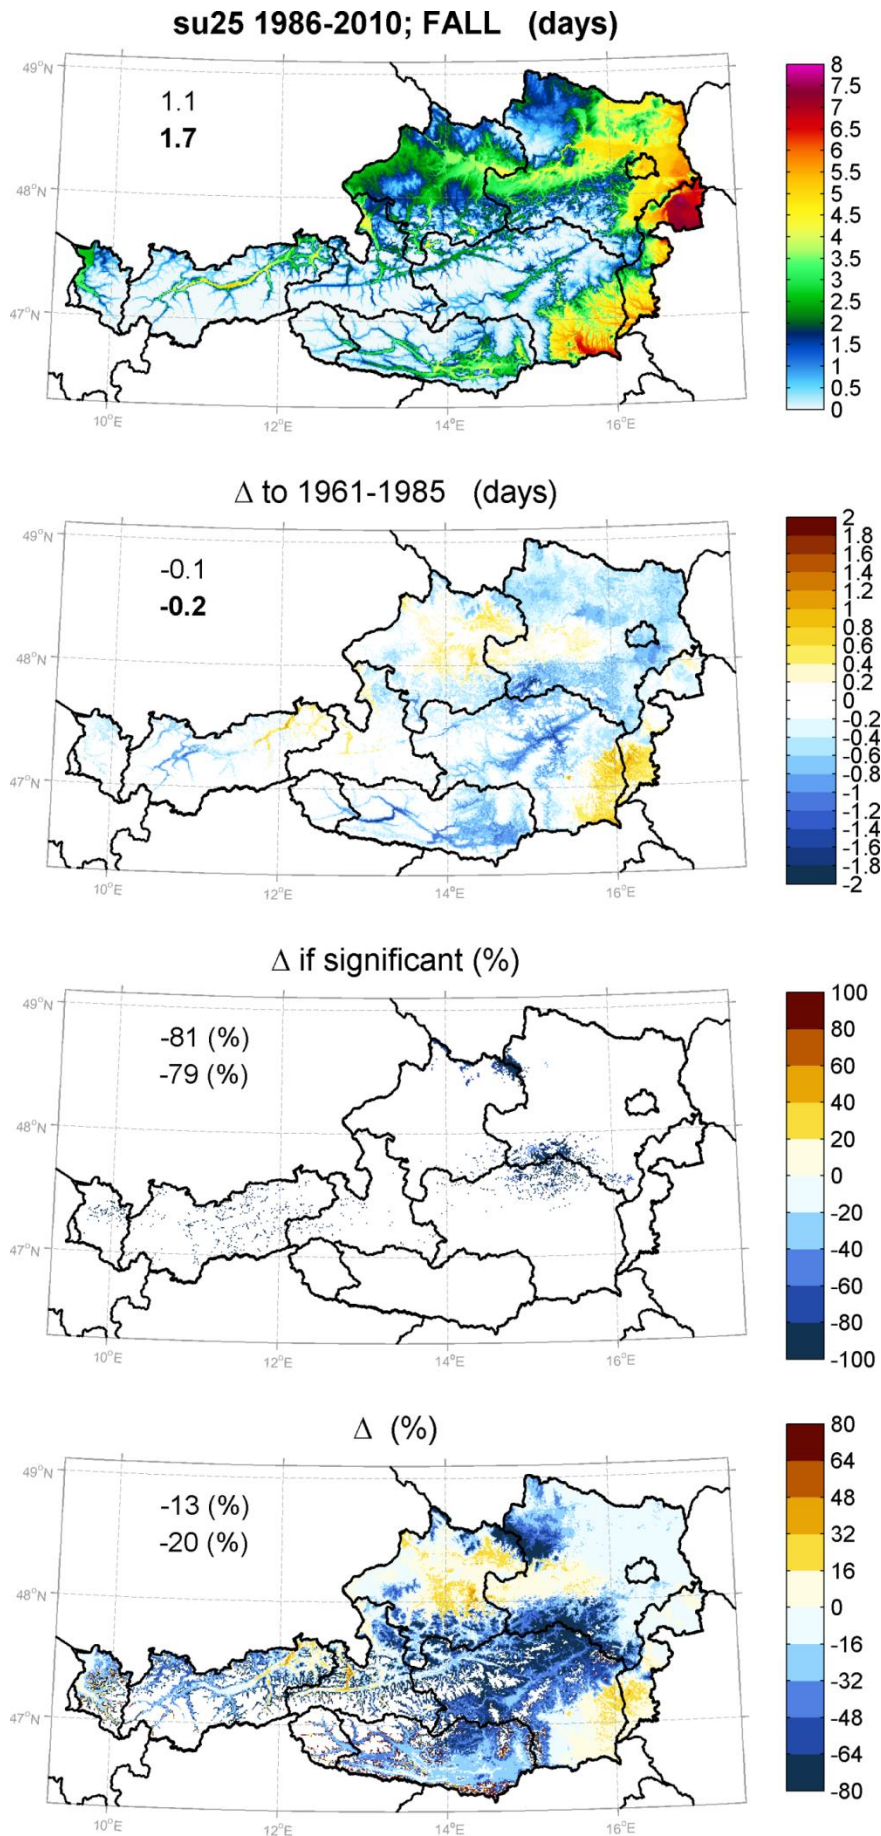 su25 1986-2010; FALL (days)
49°N
48°N
47°N
10°E
12°E
14°E
16°E
1.1
1.7
8
7.5
7
6.5
6
5.5
5
4.5
4
3.5
3
2.5
2
1.5
1
0.5
0
Δ to 1961-1985 (days)
49°N
48°N
47°N
10°E
12°E
14°E
16°E
-0.1
-0.2
2
1.8
1.6
1.4
1.2
1
0.8
0.6
0.4
0.2
0
-0.2
-0.4
-0.6
-0.8
-1
-1.2
-1.4
-1.6
-1.8
-2
Δ if significant (%)
49°N
48°N
47°N
10°E
12°E
14°E
16°E
-81 (%)
-79 (%)
100
80
60
40
20
0
-20
-40
-60
-80
-100
Δ (%)
49°N
48°N
47°N
10°E
12°E
14°E
16°E
-13 (%)
-20 (%)
80
64
48
32
16
0
-16
-32
-48
-64
-80